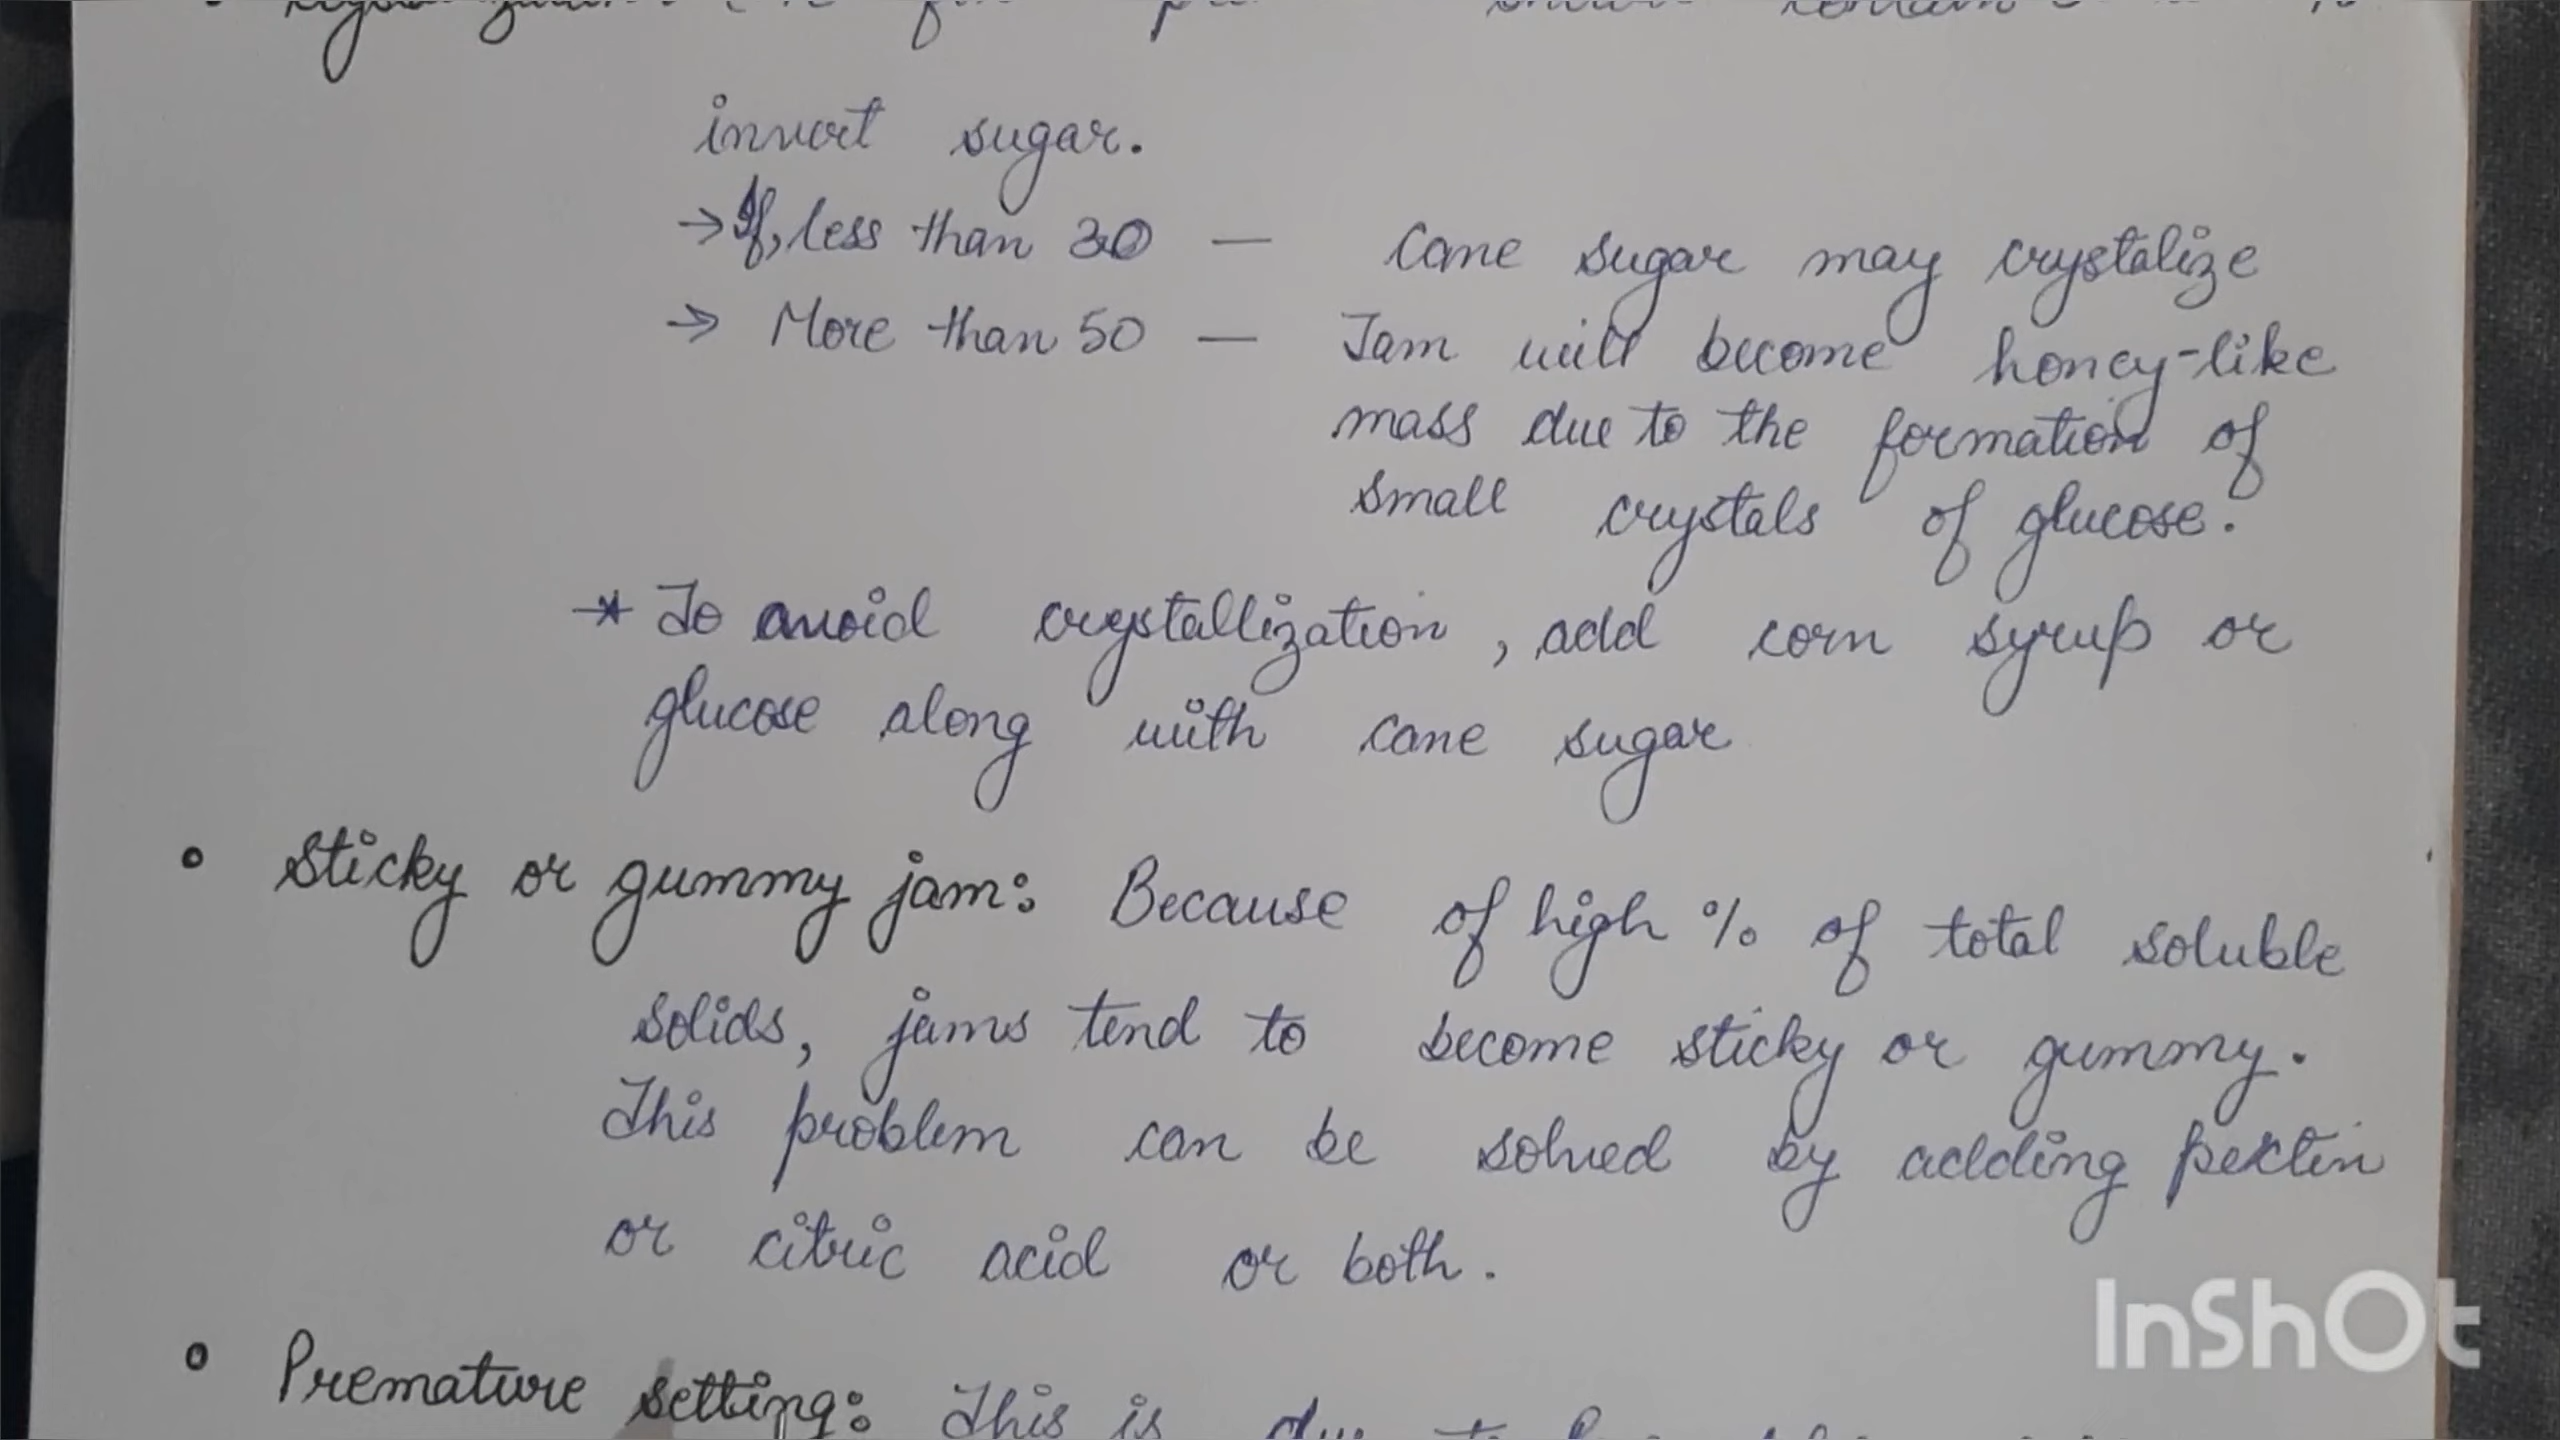 invert sugar.
→ If, less than 30 — Cane sugar may crystalize
→ More than 50 — Jam will become honey-like
mass due to the formation of
small crystals of glucose.
* To avoid crystallization, add corn syrup or
glucose along with cane sugar
• Sticky or gummy jam: Because of high % of total soluble
solids, jams tend to become sticky or gummy.
This problem can be solved by adding pectin
or citric acid or both.
• Premature setting: This is due to
InShOt